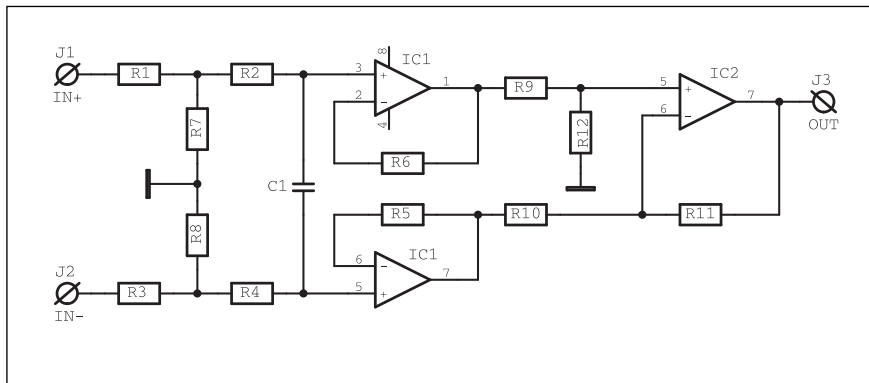 J1
IN+
R1
R2
R7
R8
J2
IN-
R3
R4
C1
8
IC1
3
+
1
2
-
4
R6
R5
IC1
6
-
7
5
+
R9
R12
R10
5
+
IC2
7
6
-
R11
J3
OUT